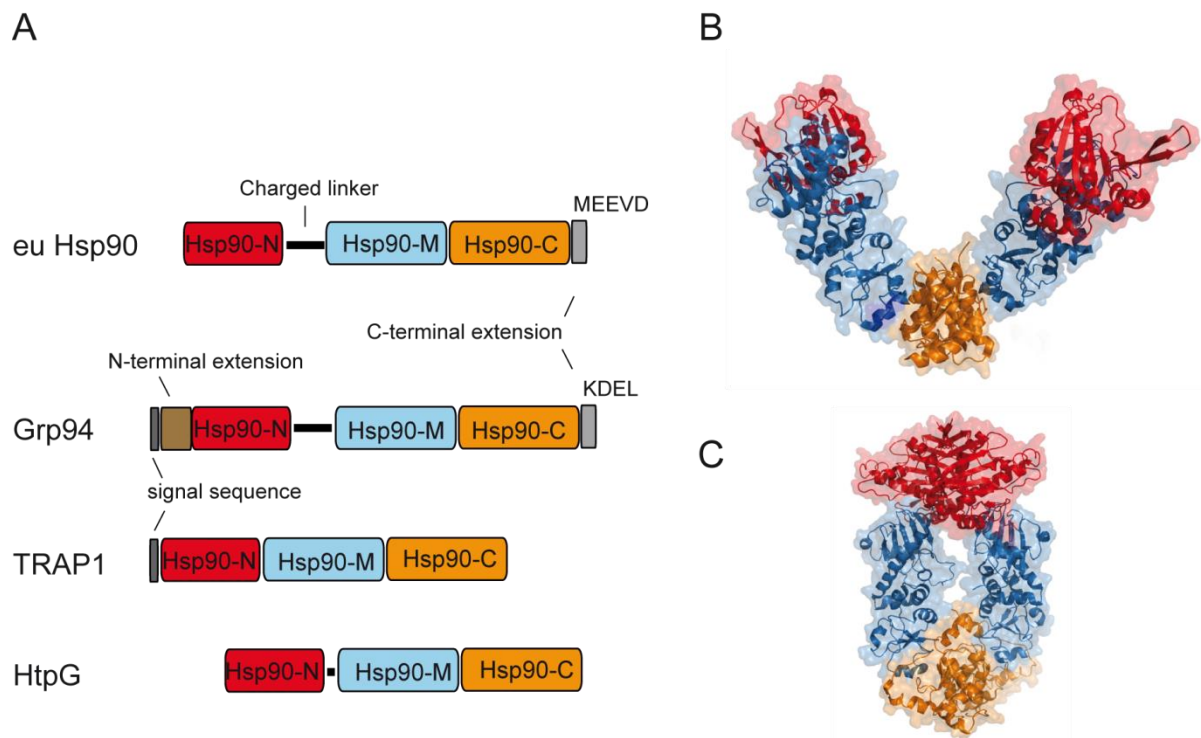 A
B
Charged linker
MEEVD
eu Hsp90
Hsp90-N
Hsp90-M
Hsp90-C
C-terminal extension
N-terminal extension
KDEL
Grp94
Hsp90-N
Hsp90-M
Hsp90-C
C
signal sequence
TRAP1
Hsp90-N
Hsp90-M
Hsp90-C
HtpG
Hsp90-N
Hsp90-M
Hsp90-C